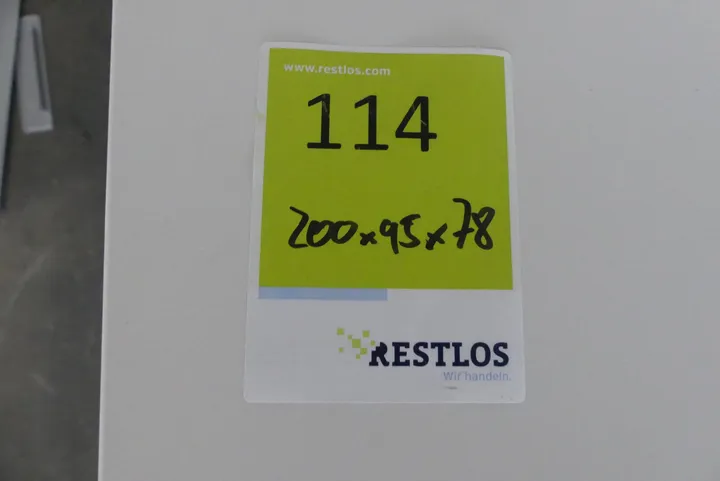 www.restlos.com
114
200x95x78
RESTLOS
Wir handeln.